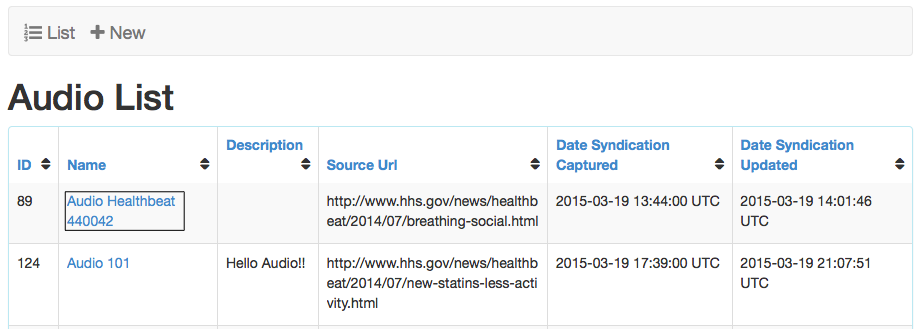 List New
Audio List
ID Name Description Source Url Date Syndication Captured Date Syndication Updated
89 Audio Healthbeat 440042 http://www.hhs.gov/news/healthbeat/2014/07/breathing-social.html 2015-03-19 13:44:00 UTC 2015-03-19 14:01:46 UTC
124 Audio 101 Hello Audio!! http://www.hhs.gov/news/healthbeat/2014/07/new-statins-less-activity.html 2015-03-19 17:39:00 UTC 2015-03-19 21:07:51 UTC